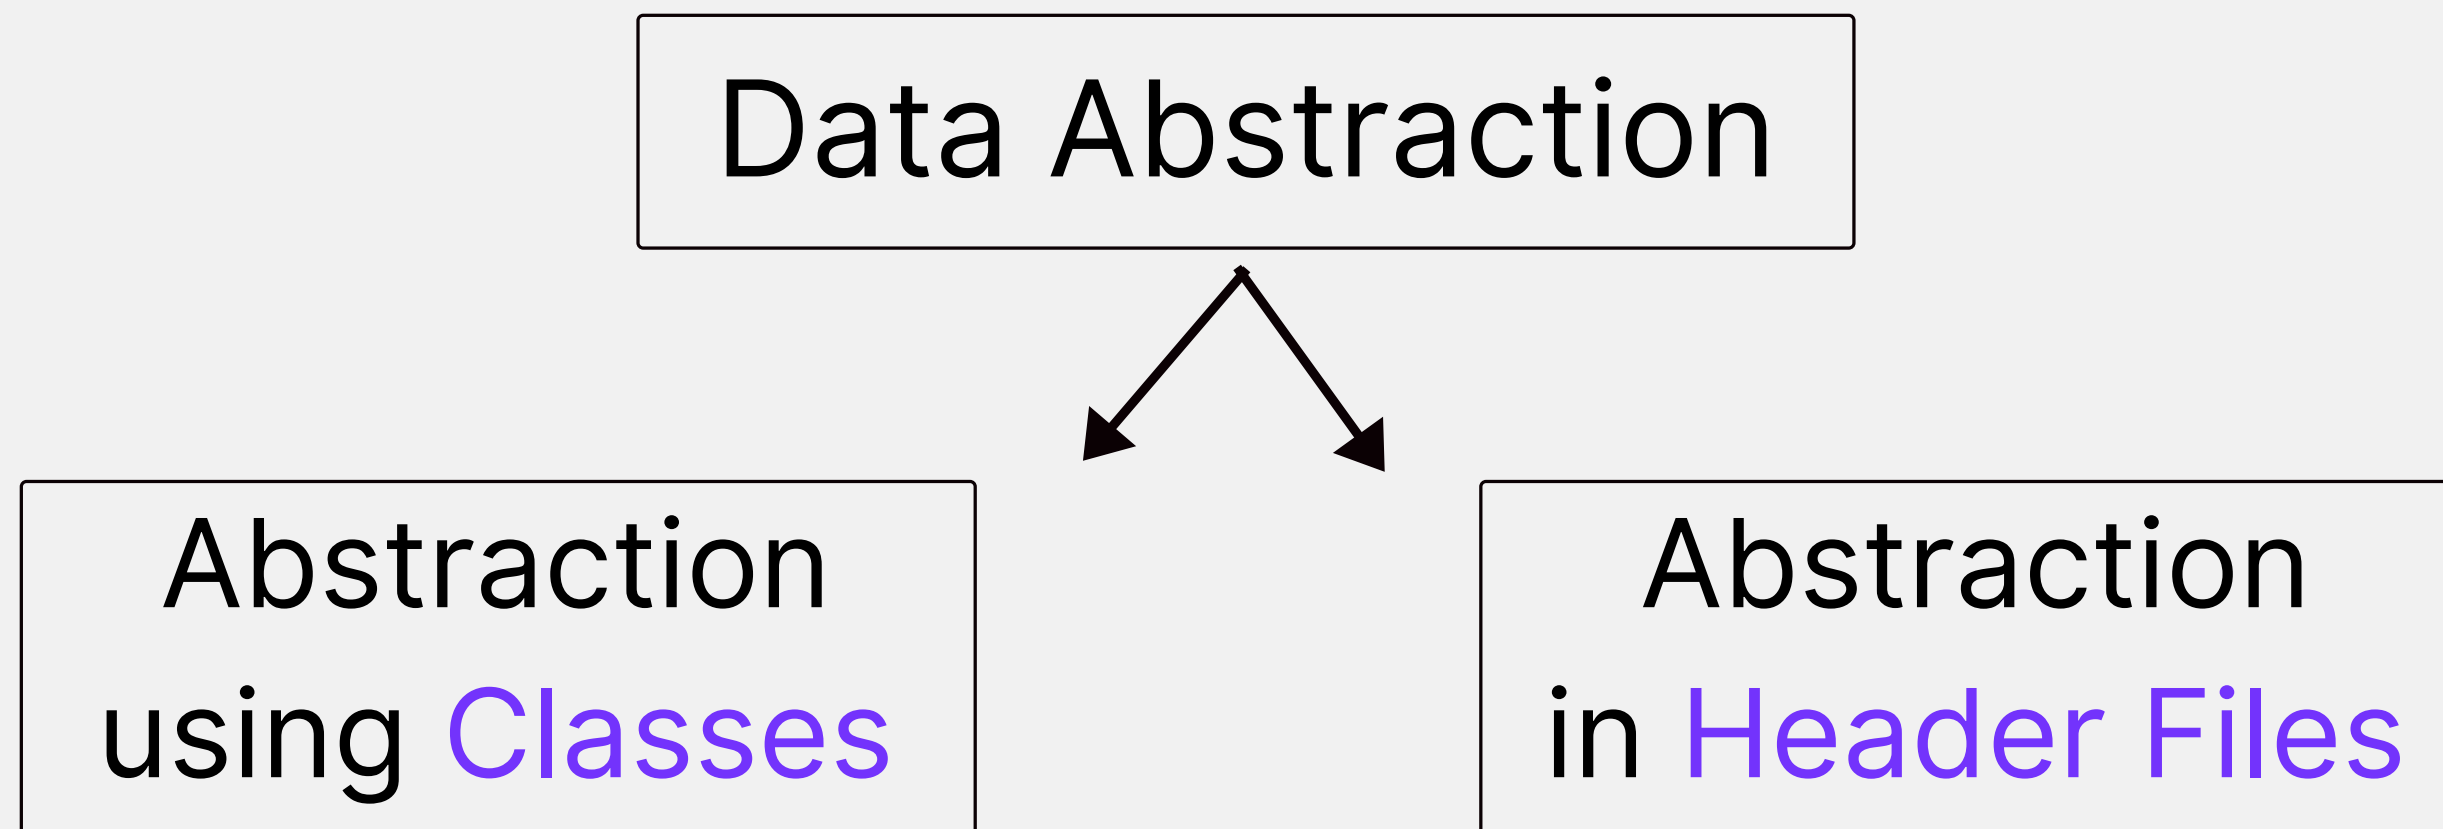 Data Abstraction
Abstraction
using Classes
Abstraction
in Header Files